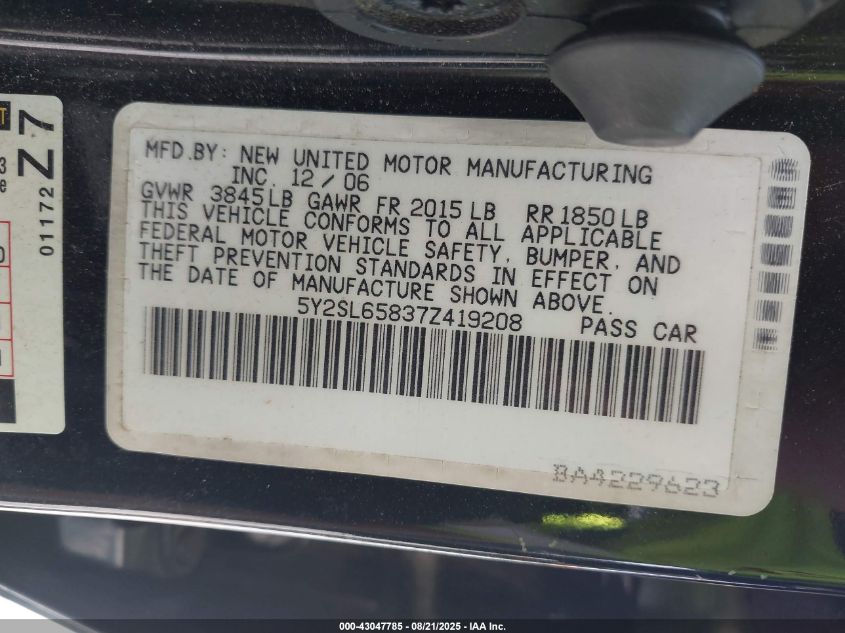 MFD.BY: NEW UNITED MOTOR MANUFACTURING
INC. 12/06
GVWR 3845LB GAWR FR 2015 LB RR 1850 LB
THIS VEHICLE CONFORMS TO ALL APPLICABLE
FEDERAL MOTOR VEHICLE SAFETY, BUMPER, AND
THEFT PREVENTION STANDARDS IN EFFECT ON
THE DATE OF MANUFACTURE SHOWN ABOVE.
5Y2SL65837Z419208 PASS CAR
BA4229623
01172 Z7
000-43047785 - 08/21/2025 - IAA Inc.